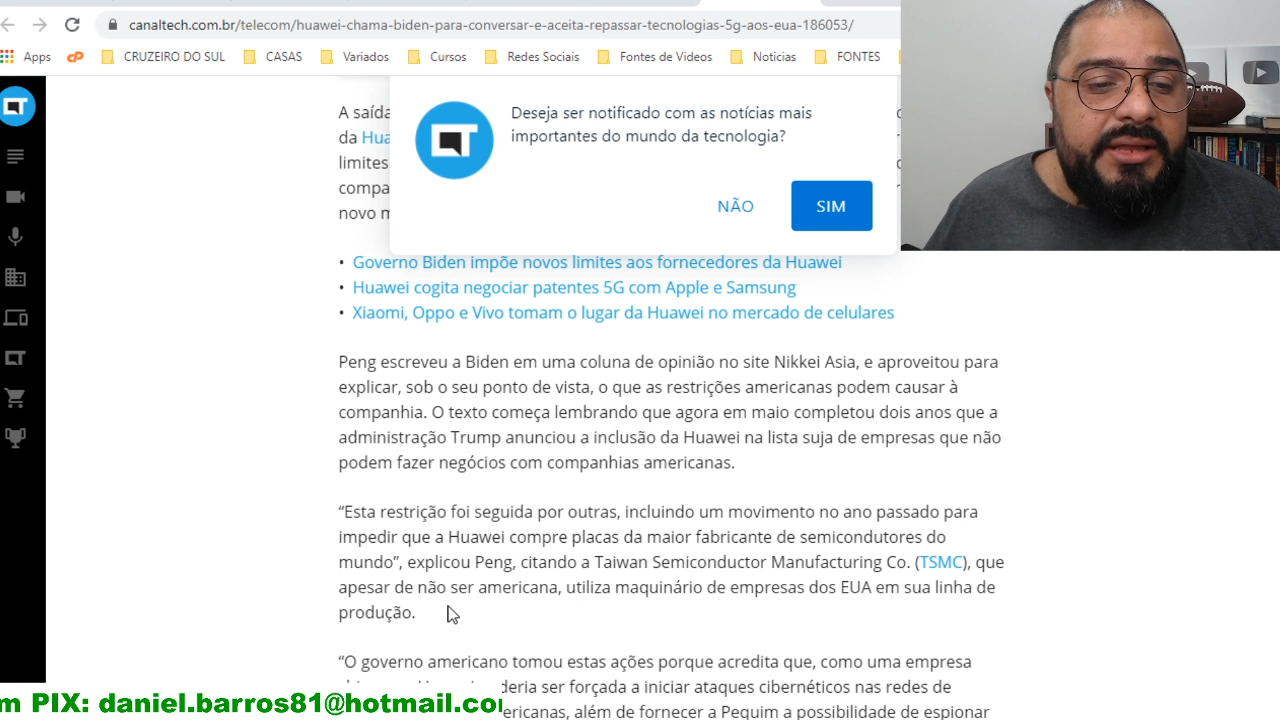 canaltech.com.br/telecom/huawei-chama-biden-para-conversar-e-aceita-repassar-tecnologias-5g-aos-eua-186053/
Apps
CRUZEIRO DO SUL
CASAS
Variados
Cursos
Redes Sociais
Fontes de Videos
Noticias
FONTES
A saída
da Hua
limites
compa
novo m
Deseja ser notificado com as notícias mais
importantes do mundo da tecnologia?
NÃO
SIM
• Governo Biden impõe novos limites aos fornecedores da Huawei
• Huawei cogita negociar patentes 5G com Apple e Samsung
• Xiaomi, Oppo e Vivo tomam o lugar da Huawei no mercado de celulares
Peng escreveu a Biden em uma coluna de opinião no site Nikkei Asia, e aproveitou para
explicar, sob o seu ponto de vista, o que as restrições americanas podem causar à
companhia. O texto começa lembrando que agora em maio completou dois anos que a
administração Trump anunciou a inclusão da Huawei na lista suja de empresas que não
podem fazer negócios com companhias americanas.
“Esta restrição foi seguida por outras, incluindo um movimento no ano passado para
impedir que a Huawei compre placas da maior fabricante de semicondutores do
mundo”, explicou Peng, citando a Taiwan Semiconductor Manufacturing Co. (TSMC), que
apesar de não ser americana, utiliza maquinário de empresas dos EUA em sua linha de
produção.
“O governo americano tomou estas ações porque acredita que, como uma empresa
deria ser forçada a iniciar ataques cibernéticos nas redes de
ericanas, além de fornecer a Pequim a possibilidade de espionar
m PIX: daniel.barros81@hotmail.co